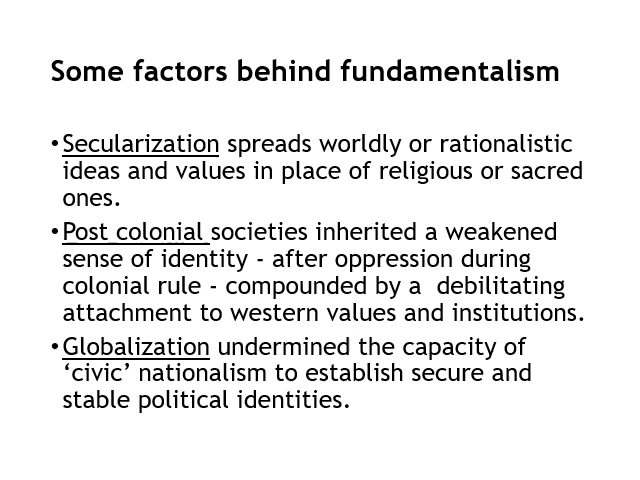 Some factors behind fundamentalism
•Secularization spreads worldly or rationalistic
ideas and values in place of religious or sacred
ones.
•Post colonial societies inherited a weakened
sense of identity - after oppression during
colonial rule - compounded by a  debilitating
attachment to western values and institutions.
•Globalization undermined the capacity of
‘civic’ nationalism to establish secure and
stable political identities.